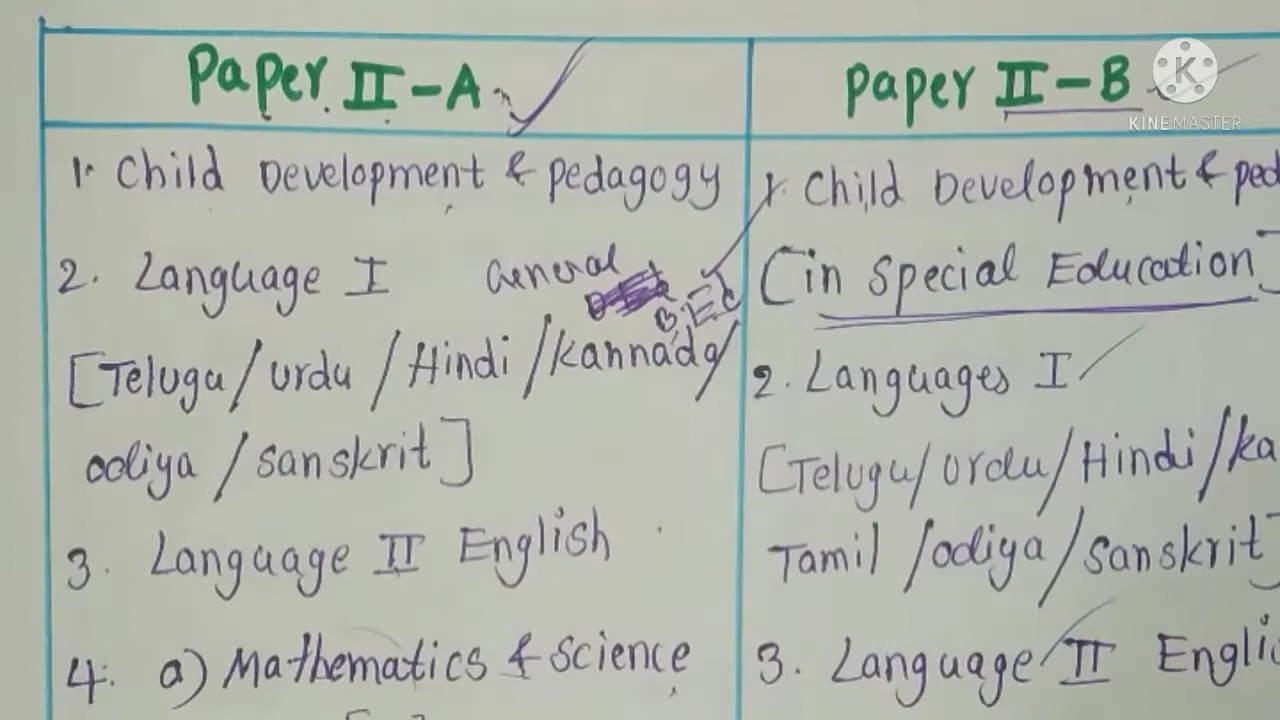 Paper II-A
1. Child Development & pedagogy
2. Language I General
B.Ed
[Telugu/urdu/Hindi/kannada/
odiya/sanskrit]
3. Language II English
4. a) Mathematics & science
Paper II-B
1. Child Development & ped
[in special Education]
2. Languages I
[Telugu/urdu/Hindi/ka
Tamil/odiya/sanskrit]
3. Language II Englis
K
KINEMASTER